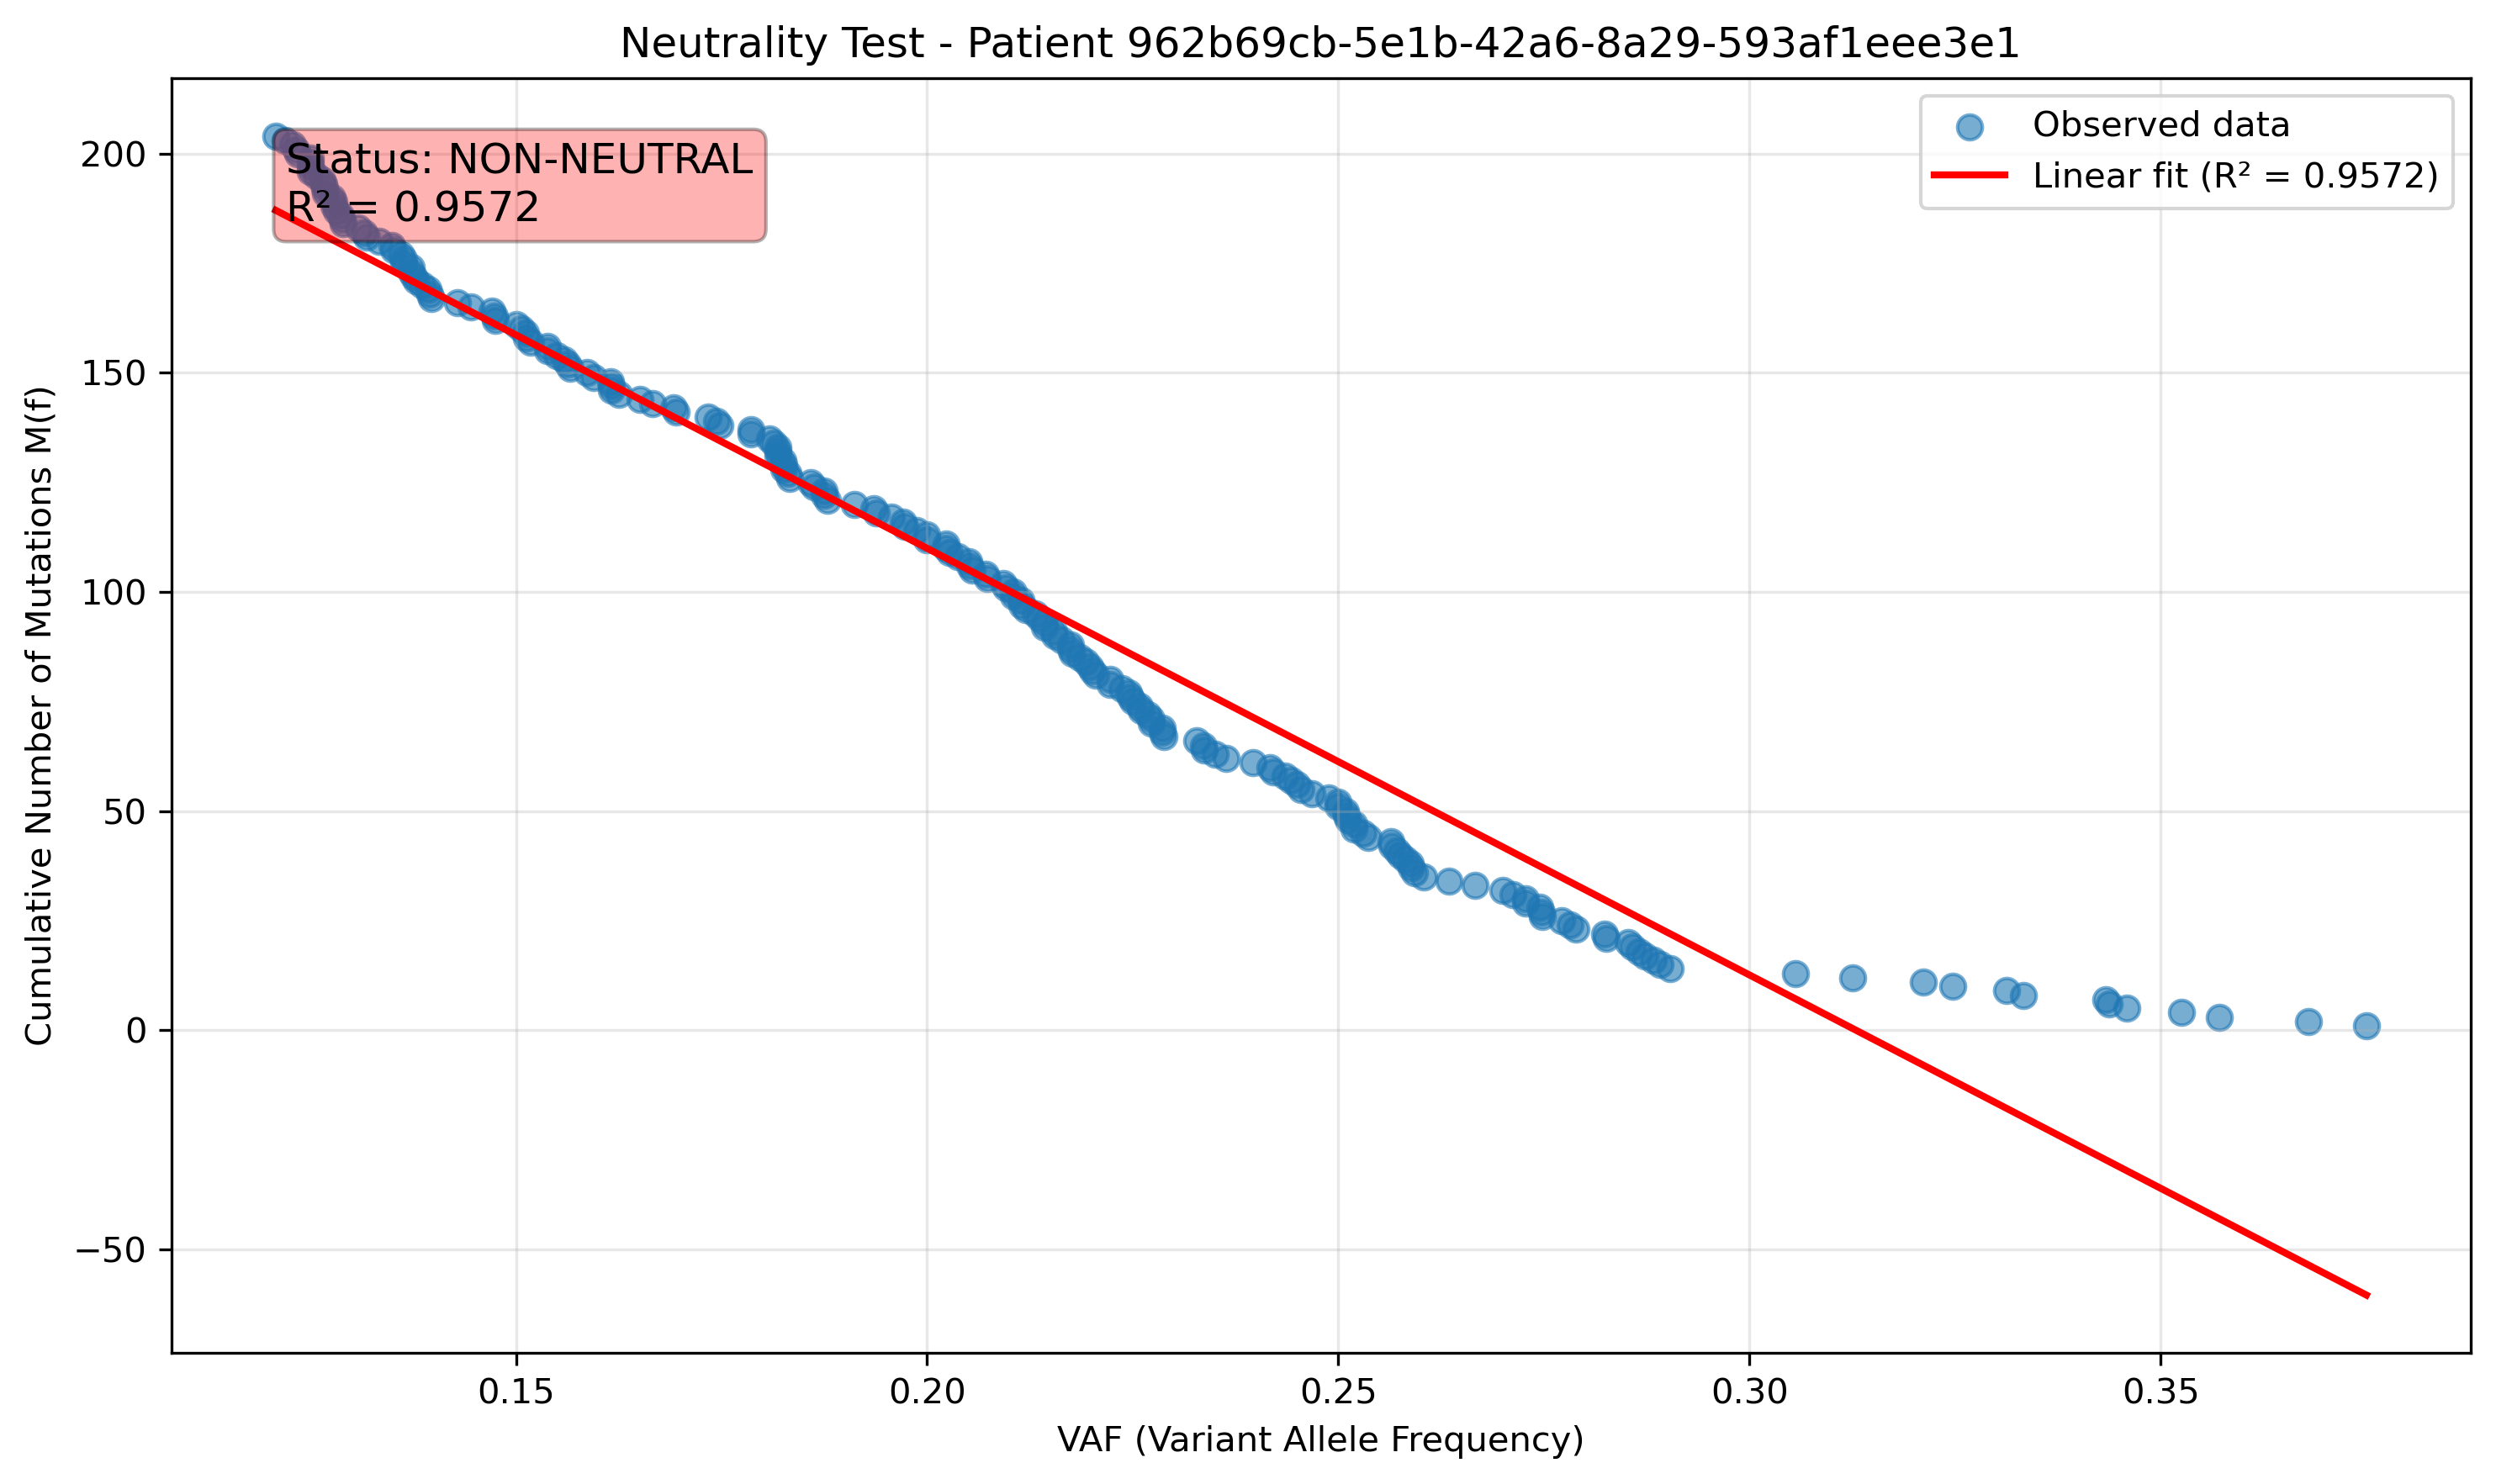 Neutrality Test - Patient 962b69cb-5e1b-42a6-8a29-593af1eee3e1
Status: NON-NEUTRAL
R² = 0.9572
Observed data
Linear fit (R² = 0.9572)
Cumulative Number of Mutations M(f)
200
150
100
50
0
−50
0.15
0.20
0.25
0.30
0.35
VAF (Variant Allele Frequency)